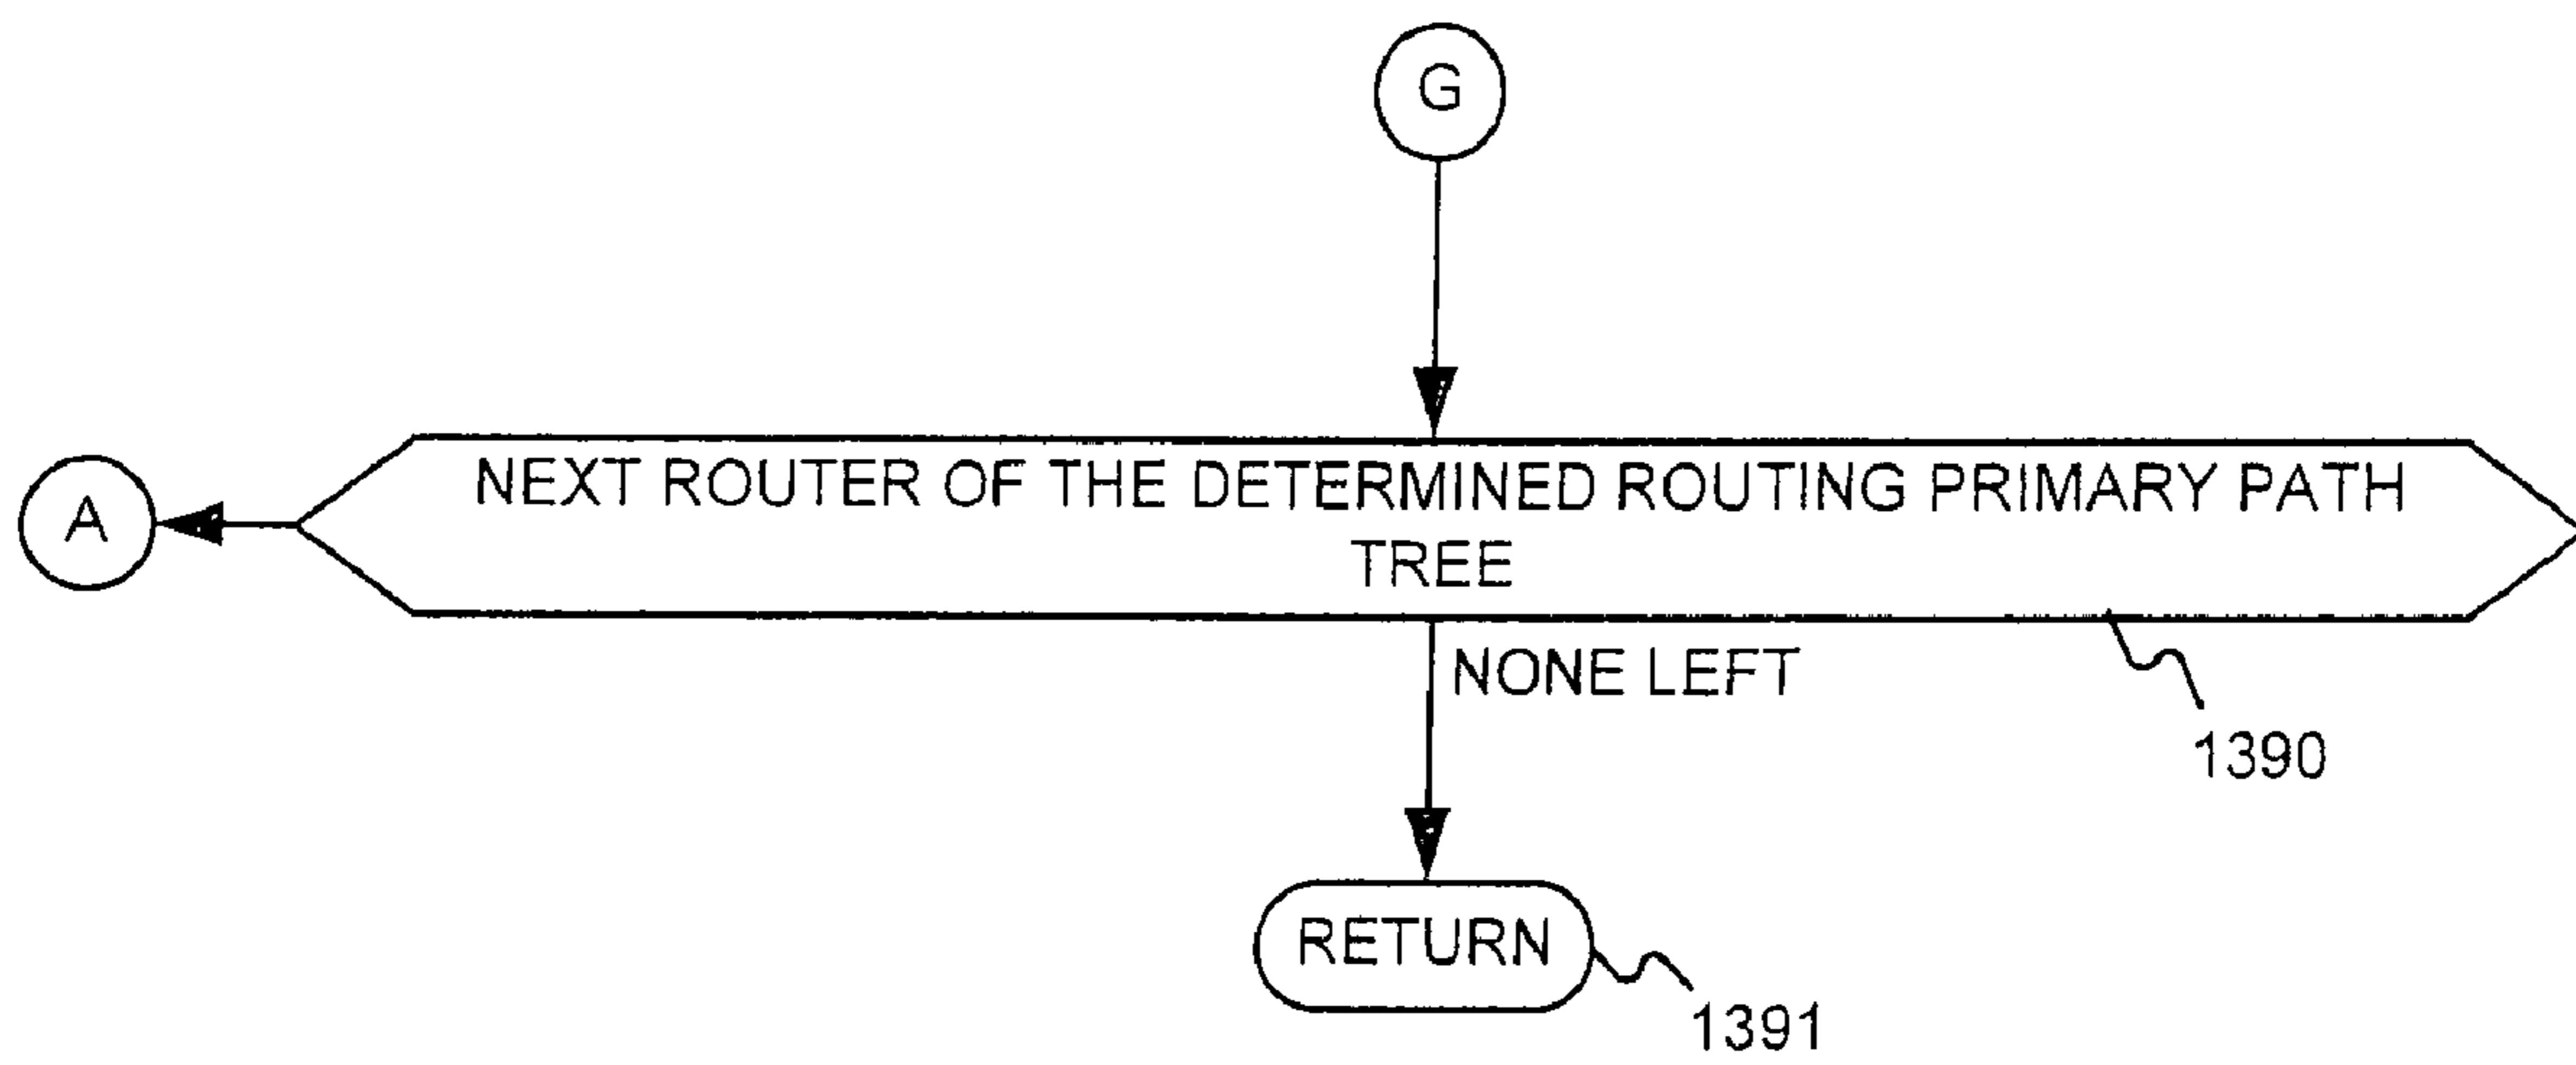 G
A
NEXT ROUTER OF THE DETERMINED ROUTING PRIMARY PATH
TREE
NONE LEFT
1390
RETURN
1391